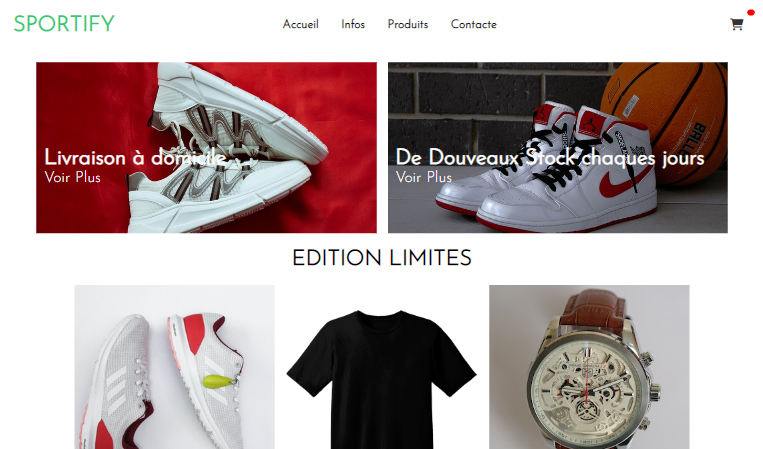 SPORTIFY
Accueil
Infos
Produits
Contacte
Livraison à domicile
Voir Plus
De Douveaux Stock chaques jours
Voir Plus
EDITION LIMITES